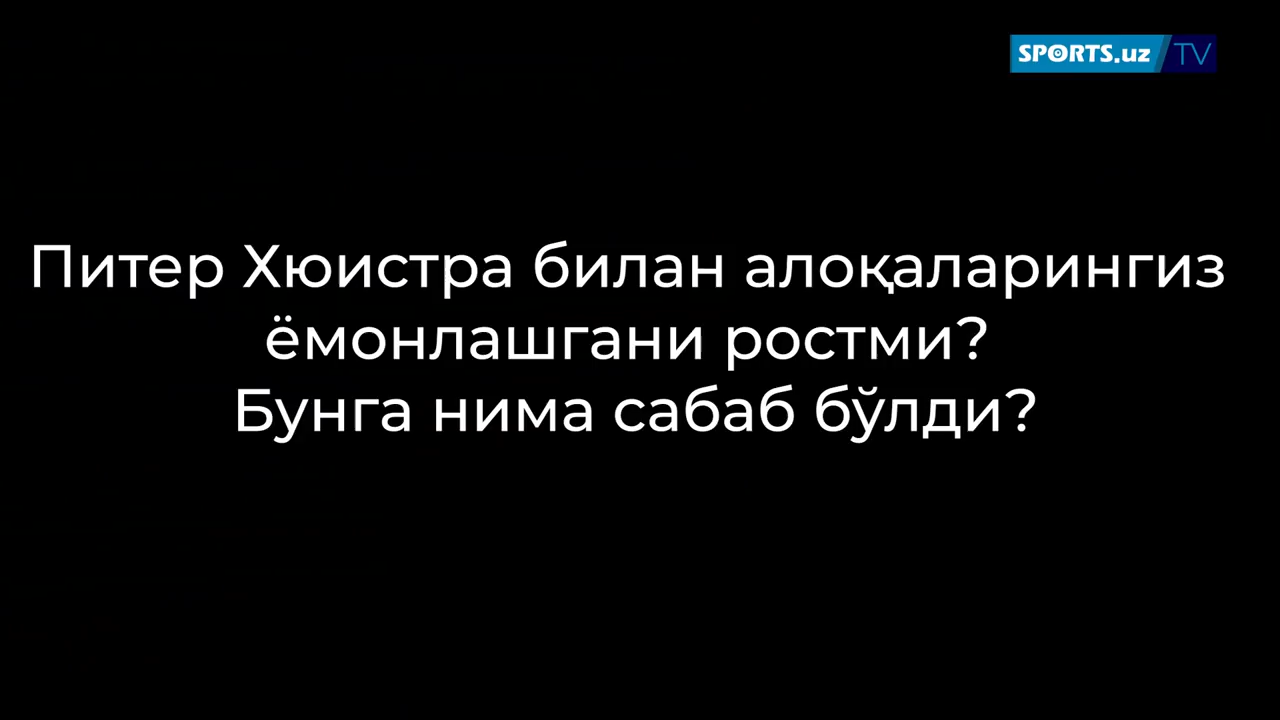 SPORTS.uz TV
Питер Хюистра билан алоқаларингиз
ёмонлашгани ростми?
Бунга нима сабаб бўлди?